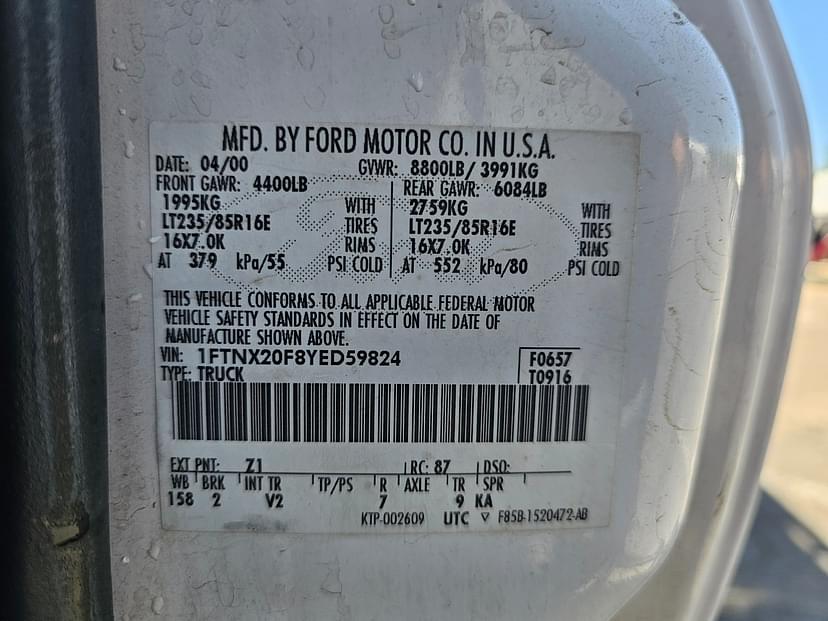 MFD. BY FORD MOTOR CO. IN U.S.A.
DATE: 04/00 GVWR: 8800LB/ 3991KG
FRONT GAWR: 4400LB REAR GAWR: 6084LB
1995KG WITH 2759KG WITH
LT235/85R16E TIRES LT235/85R16E TIRES
16X7.0K RIMS 16X7.0K RIMS
AT 379 kPa/55 PSI COLD AT 552 kPa/80 PSI COLD
THIS VEHICLE CONFORMS TO ALL APPLICABLE FEDERAL MOTOR
VEHICLE SAFETY STANDARDS IN EFFECT ON THE DATE OF
MANUFACTURE SHOWN ABOVE.
VIN: 1FTNX20F8YED59824 F0657
TYPE: TRUCK T0916
EXT PNT: Z1 RC: 87 DSO:
WB BRK INT TR TP/PS R AXLE TR SPR
158 2 V2 7 9 KA
KTP-002609 UTC ▽ F85B-1520472-AB